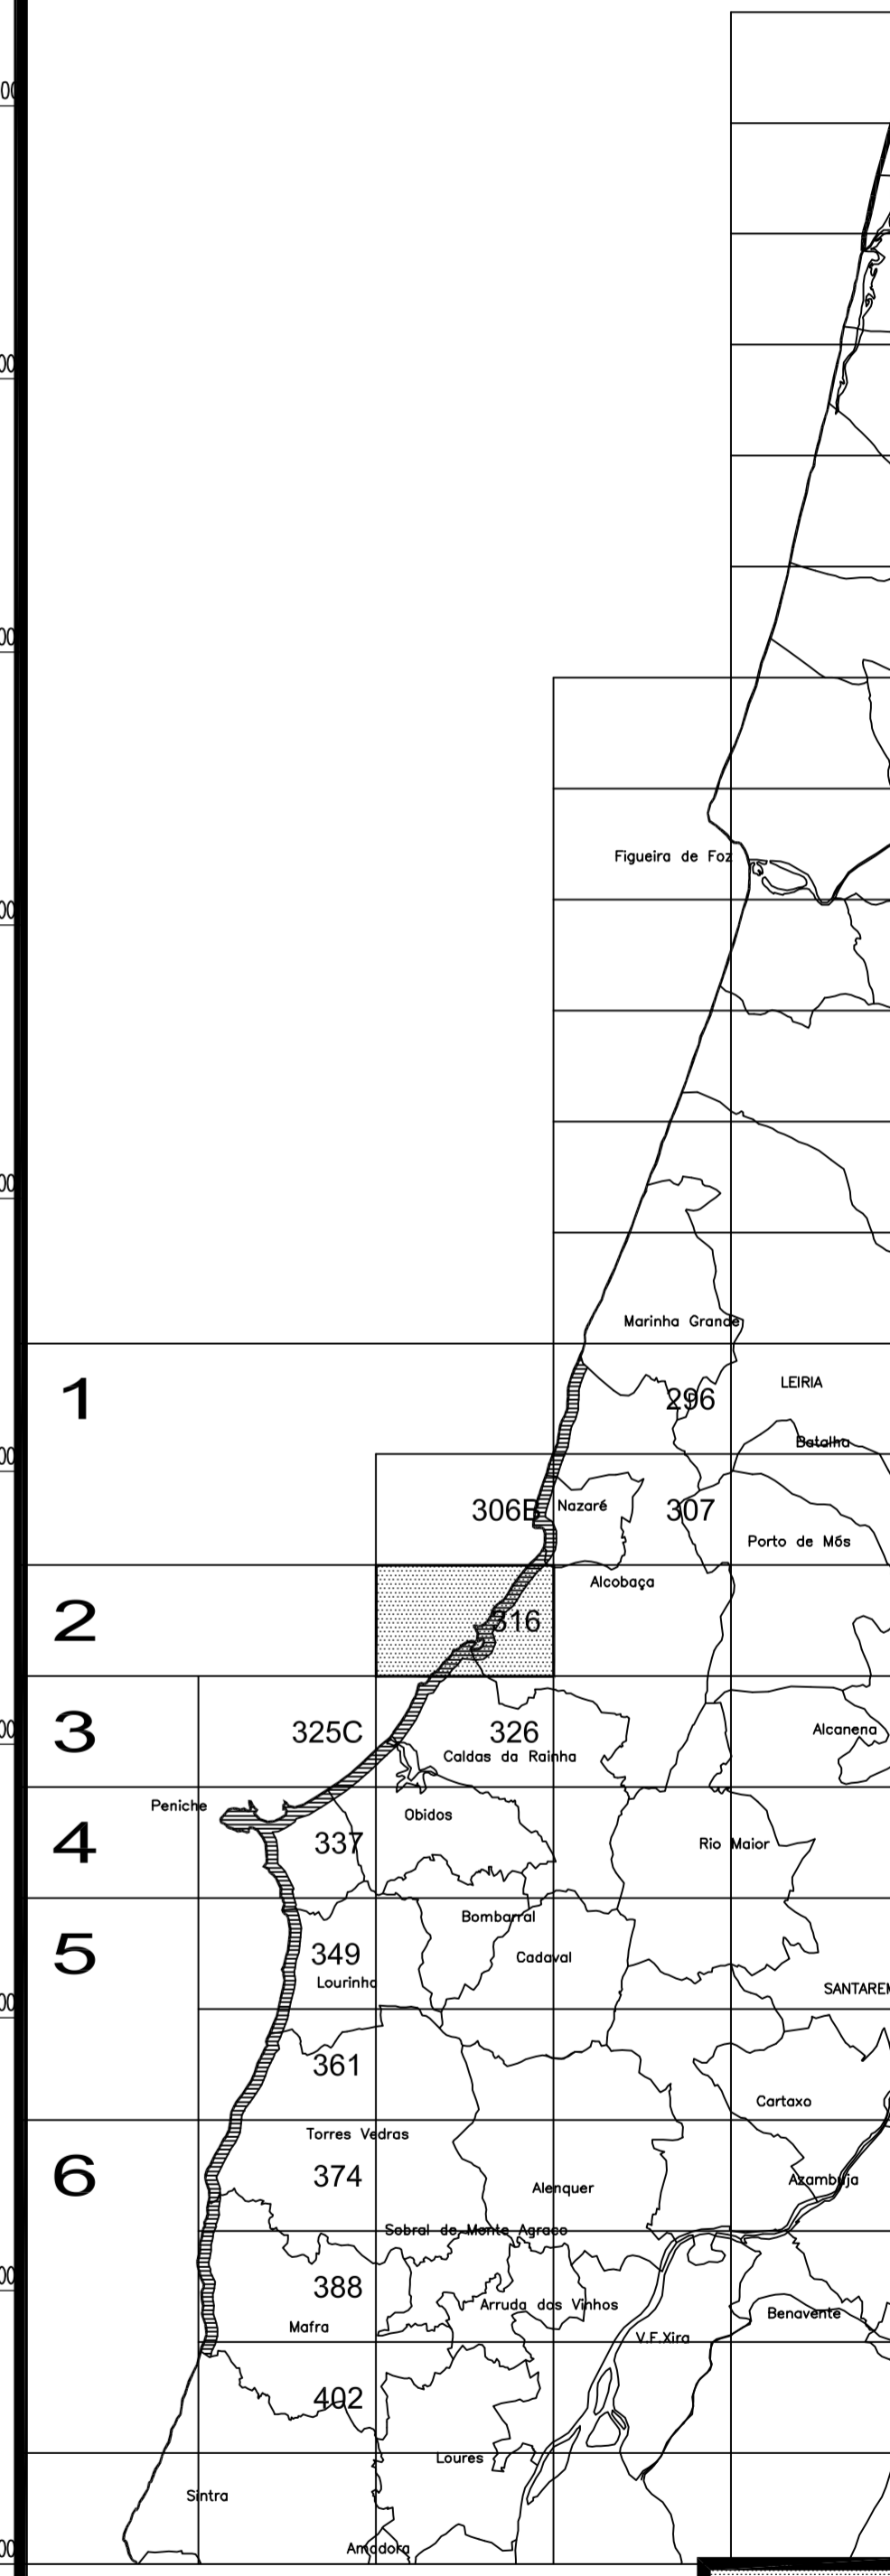 Figueira de Foz
Marinha Grande
1
LEIRIA
296
Batalha
306B
Nazaré
307
Porto de Mós
Alcobaça
2
316
3
325C
326
Alcanena
Caldas da Rainha
Peniche
Obidos
4
337
Rio Maior
Bombarral
5
349
Cadaval
Lourinha
SANTAREM
361
Cartaxo
Torres Vedras
6
374
Azambuja
Alenquer
Sobral de Monte Agraco
388
Arruda dos Vinhos
Benavente
Mafra
V.F.Xira
402
Loures
Sintra
Amadora